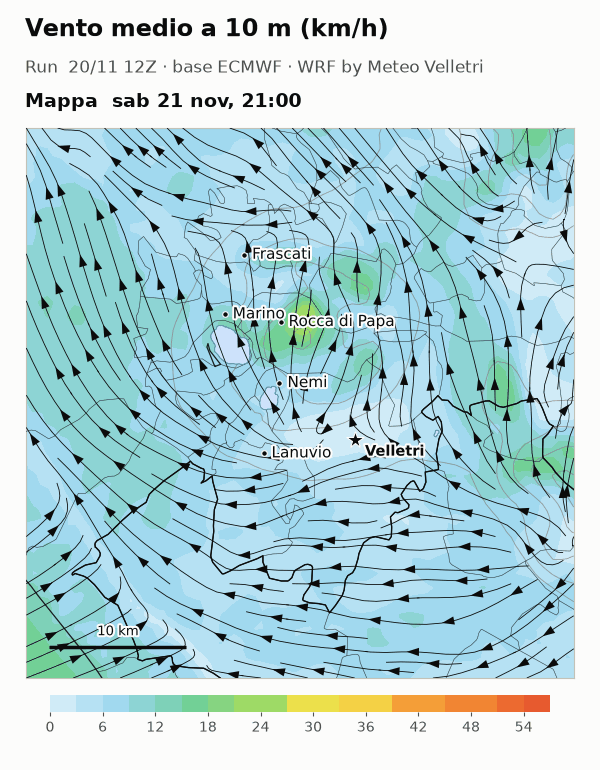 Vento medio a 10 m (km/h)
Run  20/11 12Z · base ECMWF · WRF by Meteo Velletri
Mappa  sab 21 nov, 21:00
Frascati
Marino
Rocca di Papa
Nemi
Lanuvio
Velletri
10 km
0 6 12 18 24 30 36 42 48 54